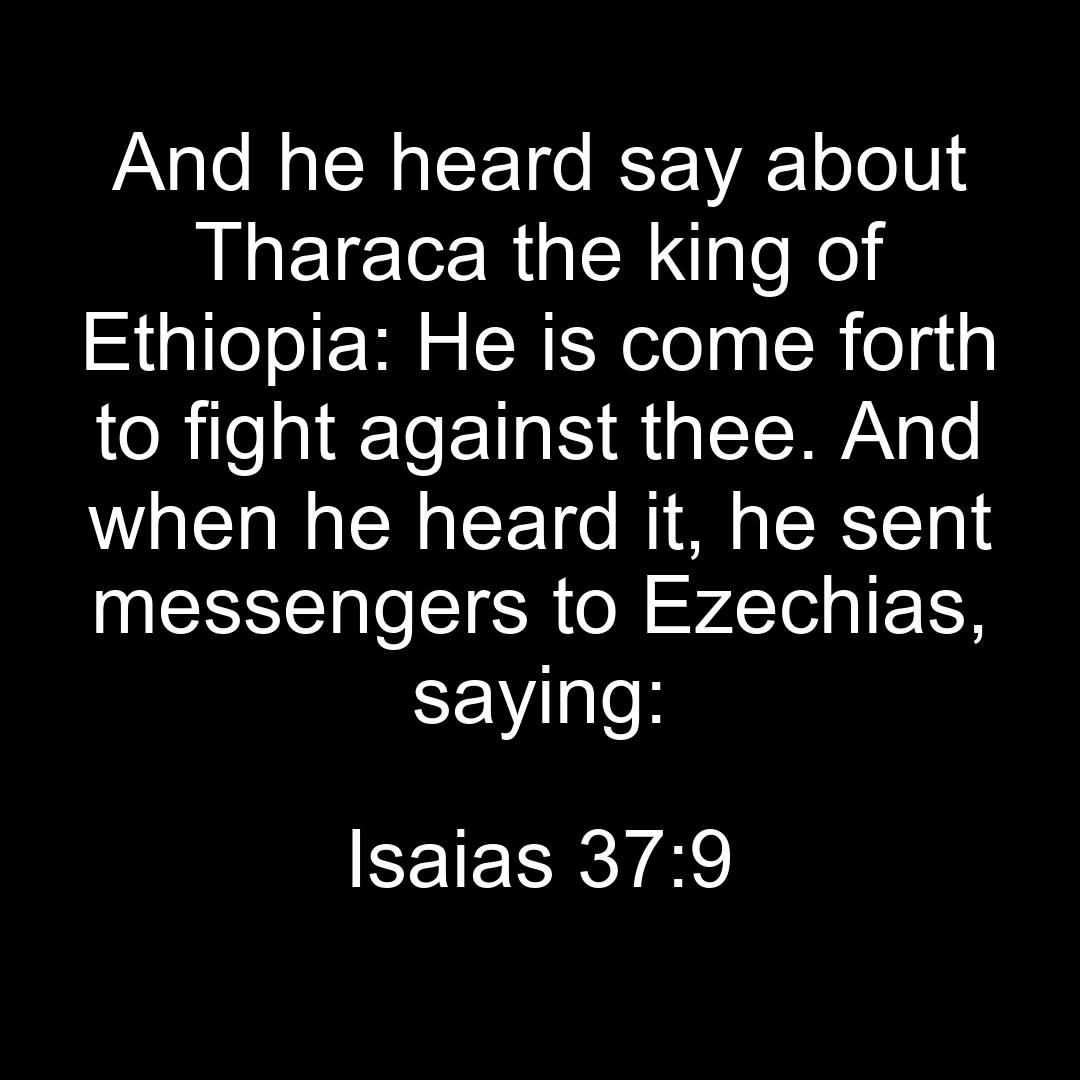 And he heard say about
Tharaca the king of
Ethiopia: He is come forth
to fight against thee. And
when he heard it, he sent
messengers to Ezechias,
saying:
Isaias 37:9